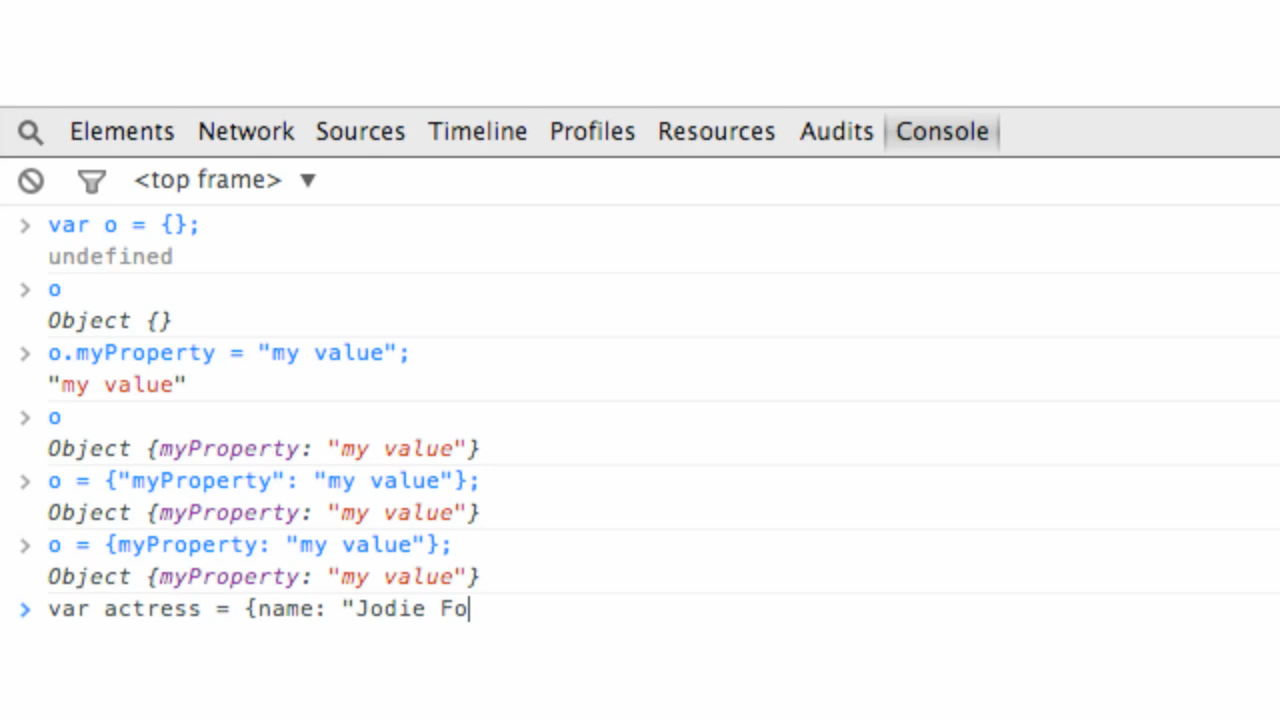 Elements Network Sources Timeline Profiles Resources Audits Console
<top frame> ▼
> var o = {};
undefined
> o
Object {}
> o.myProperty = "my value";
"my value"
> o
Object {myProperty: "my value"}
> o = {"myProperty": "my value"};
Object {myProperty: "my value"}
> o = {myProperty: "my value"};
Object {myProperty: "my value"}
> var actress = {name: "Jodie Fo